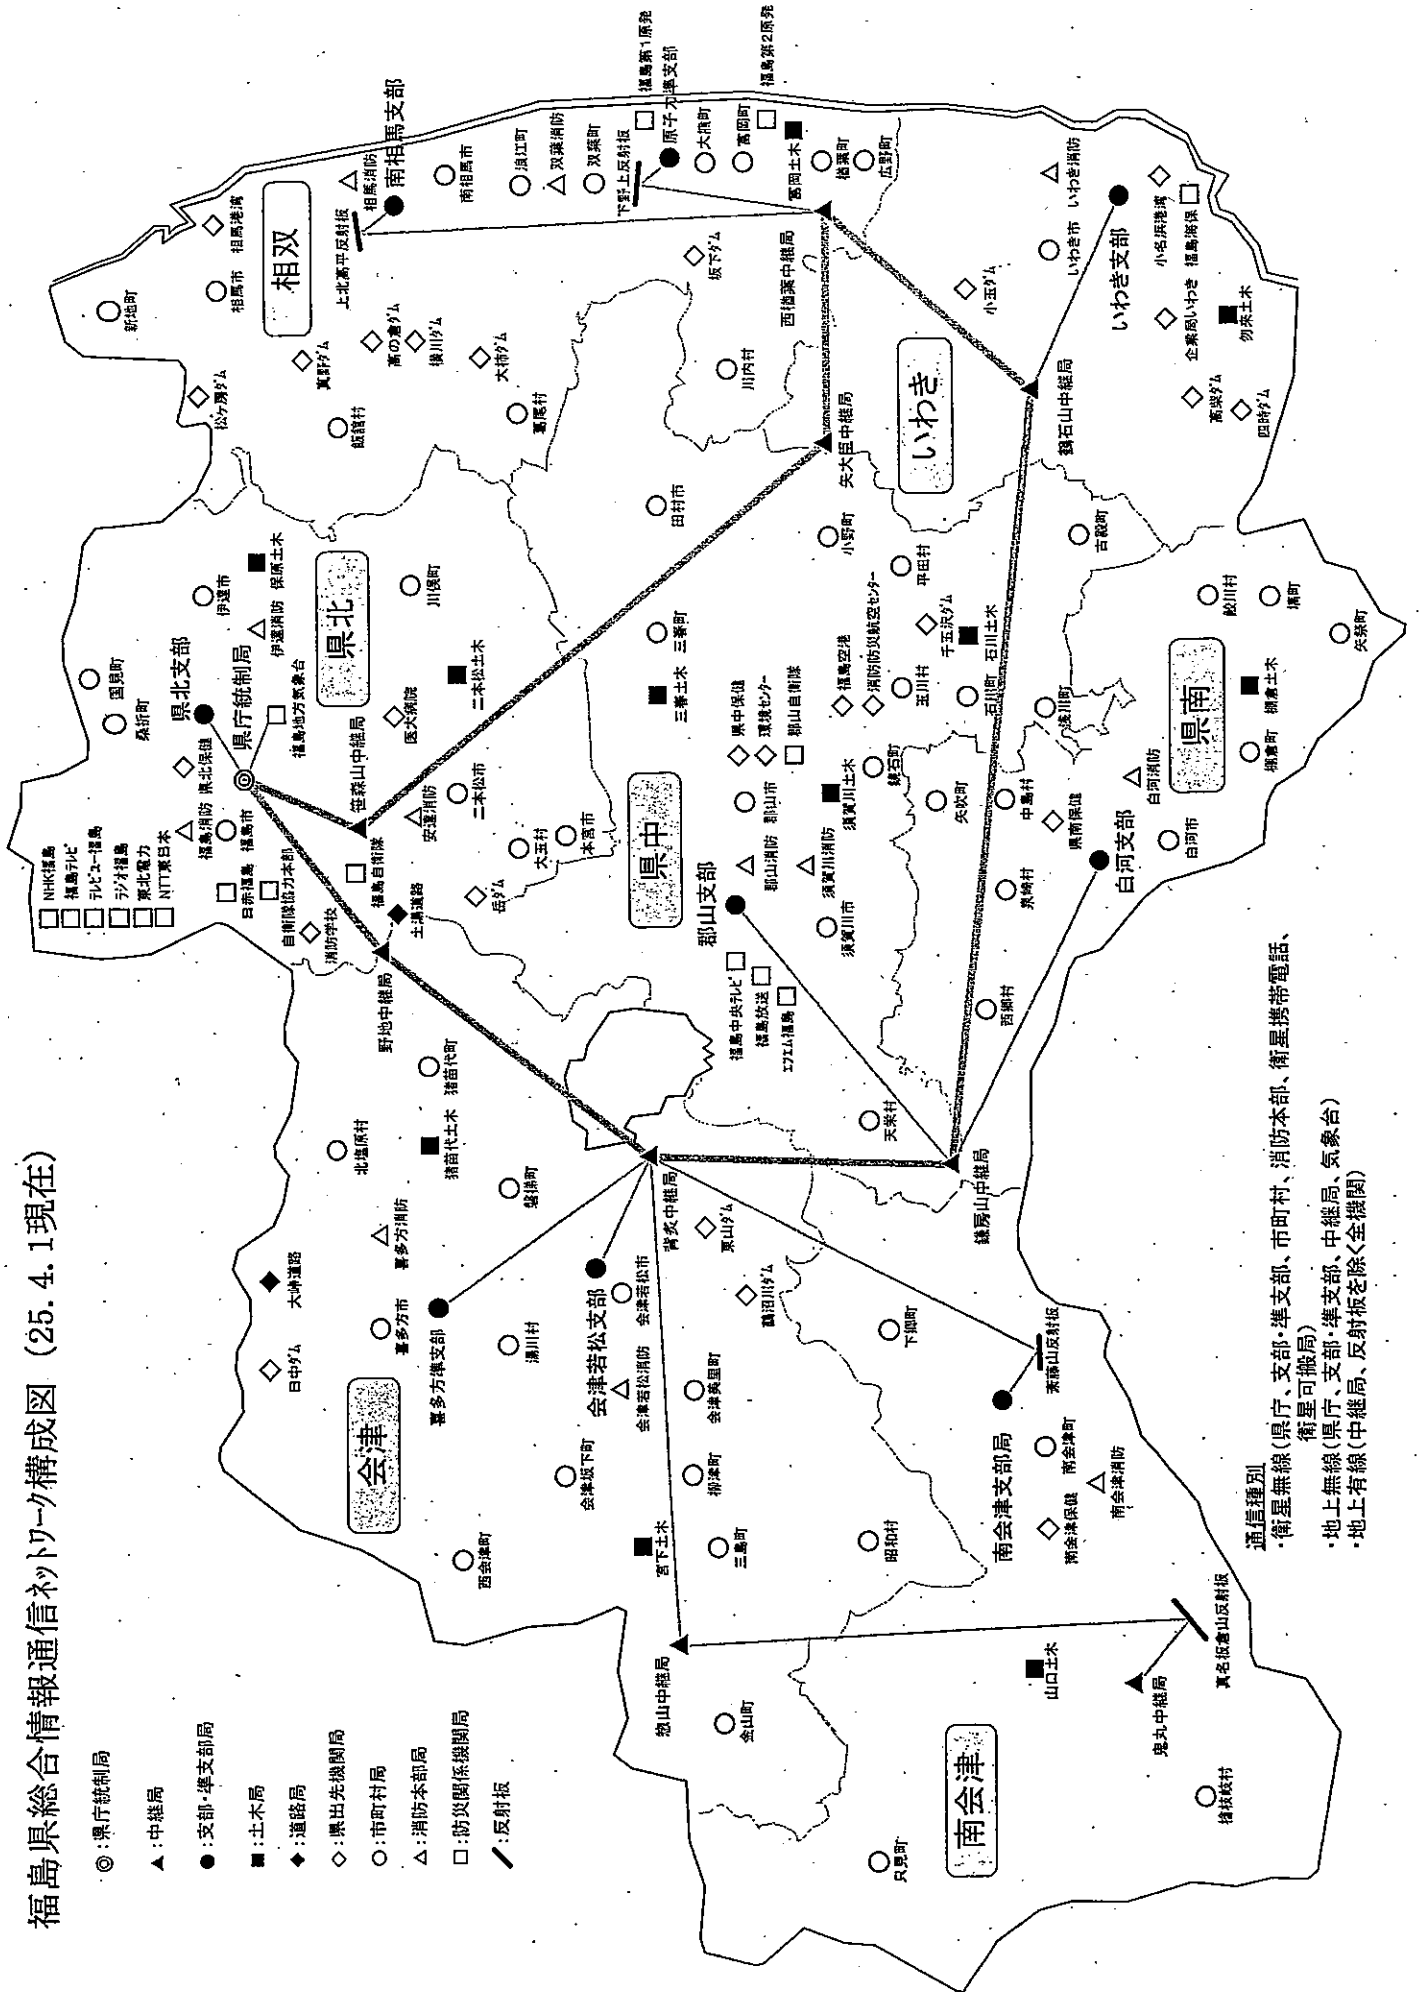 福島県総合情報通信ネットワーク構成図 (25. 4. 1現在)
◎:県庁統制局
▲:中継局
●:支部・準支部局
■:土木局
◆:道路局
◇:県出先機関局
○:市町村局
△:消防本部局
□:防災関係機関局
:反射板
会津
日中ダム
大峠道路
喜多方市
喜多方消防
北塩原村
喜多方準支部
猪苗代土木
猪苗代町
湯川村
磐梯町
西会津町
会津坂下町
会津若松支部
会津若松消防
会津若松市
宮下土木
柳津町
会津美里町
三島町
背炙中継局
東山ダム
鶴沼川ダム
惣山中継局
金山町
昭和村
南会津
只見町
下郷町
斎藤山反射板
南会津支部局
南会津町
南会津保健
南会津消防
山口土木
鬼丸中継局
真名板倉山反射板
檜枝岐村
県北
NHK福島
福島テレビ
テレビユー福島
ラジオ福島
東北電力
NTT東日本
桑折町
国見町
県北支部
県北保健
福島消防
福島市
日赤福島
自衛隊協力本部
消防学校
県庁統制局
福島地方気象台
伊達市
伊達消防
保原土木
福島自衛隊
土湯道路
野地中継局
笹森山中継局
医大病院
川俣町
安達消防
二本松市
二本松土木
岳ダム
大玉村
本宮市
県中
郡山支部
福島中央テレビ
福島放送
エフエム福島
郡山消防
郡山市
県中保健
環境センター
郡山自衛隊
三春土木
三春町
田村市
須賀川市
須賀川消防
須賀川土木
鏡石町
福島空港
消防防災航空センター
小野町
矢大臣中継局
天栄村
玉川村
平田村
千五沢ダム
石川町
石川土木
古殿町
浅川町
県南
鎌房山中継局
西郷村
矢吹町
中島村
泉崎村
県南保健
白河支部
白河市
白河消防
棚倉町
棚倉土木
鮫川村
塙町
矢祭町
相双
新地町
相馬市
相馬港湾
松ヶ房ダム
真野ダム
飯舘村
高の倉ダム
横川ダム
大柿ダム
葛尾村
上北高平反射板
相馬消防
南相馬支部
南相馬市
浪江町
双葉消防
双葉町
下野上反射板
福島第1原発
原子力準支部
大熊町
富岡町
福島第2原発
富岡土木
楢葉町
広野町
坂下ダム
川内村
西楢葉中継局
いわき
小玉ダム
いわき市
いわき消防
鶴石山中継局
いわき支部
小名浜港湾
福島海保
企業局いわき
勿来土木
高柴ダム
四時ダム
通信種別
・衛星無線(県庁、支部・準支部、市町村、消防本部、衛星携帯電話、
衛星可搬局)
・地上無線(県庁、支部・準支部、中継局、気象台)
・地上有線(中継局、反射板を除く全機関)